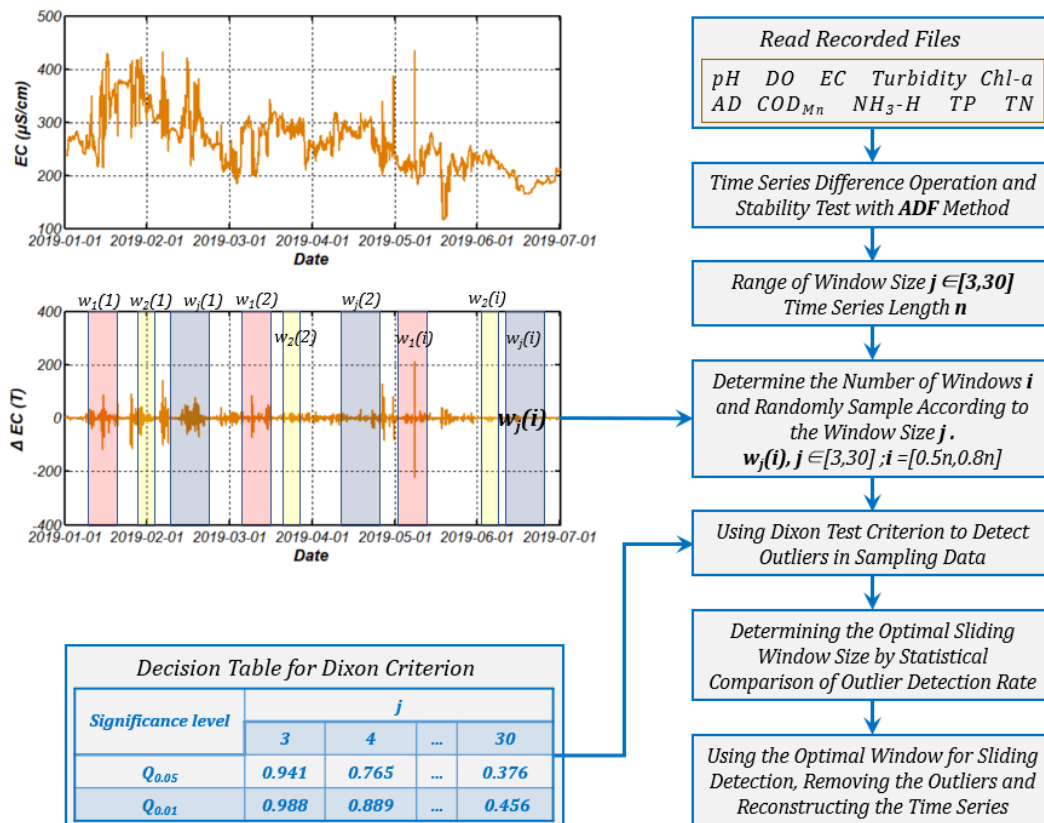 500
400
300
200
100
EC (μS/cm)
2019-01-01 2019-02-01 2019-03-01 2019-04-01 2019-05-01 2019-06-01 2019-07-01
Date
w₁(1) w₂(1) wⱼ(1) w₁(2) wⱼ(2) w₂(i)
w₂(2) w₁(i) wⱼ(i)
400
200
0
-200
-400
Δ EC (T)
wⱼ(i)
2019-01-01 2019-02-01 2019-03-01 2019-04-01 2019-05-01 2019-06-01 2019-07-01
Date
Decision Table for Dixon Criterion
Significance level j
3 4 ... 30
Q₀.₀₅ 0.941 0.765 ... 0.376
Q₀.₀₁ 0.988 0.889 ... 0.456
Read Recorded Files
pH DO EC Turbidity Chl-a
AD CODMn NH₃-H TP TN
Time Series Difference Operation and
Stability Test with ADF Method
Range of Window Size j ∈[3,30]
Time Series Length n
Determine the Number of Windows i
and Randomly Sample According to
the Window Size j .
wⱼ(i), j ∈[3,30] ;i =[0.5n,0.8n]
Using Dixon Test Criterion to Detect
Outliers in Sampling Data
Determining the Optimal Sliding
Window Size by Statistical
Comparison of Outlier Detection Rate
Using the Optimal Window for Sliding
Detection, Removing the Outliers and
Reconstructing the Time Series